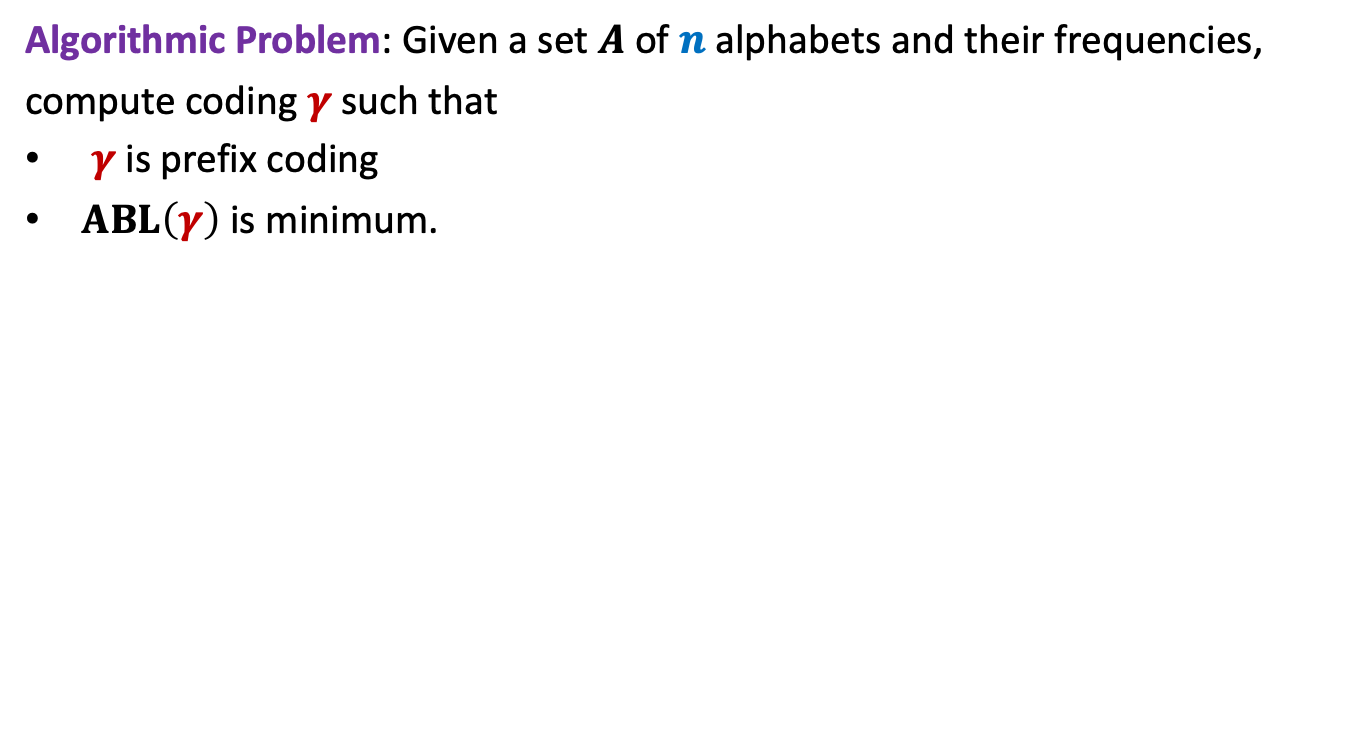 Algorithmic Problem: Given a set A of n alphabets and their frequencies,
compute coding γ such that
• γ is prefix coding
• ABL(γ) is minimum.